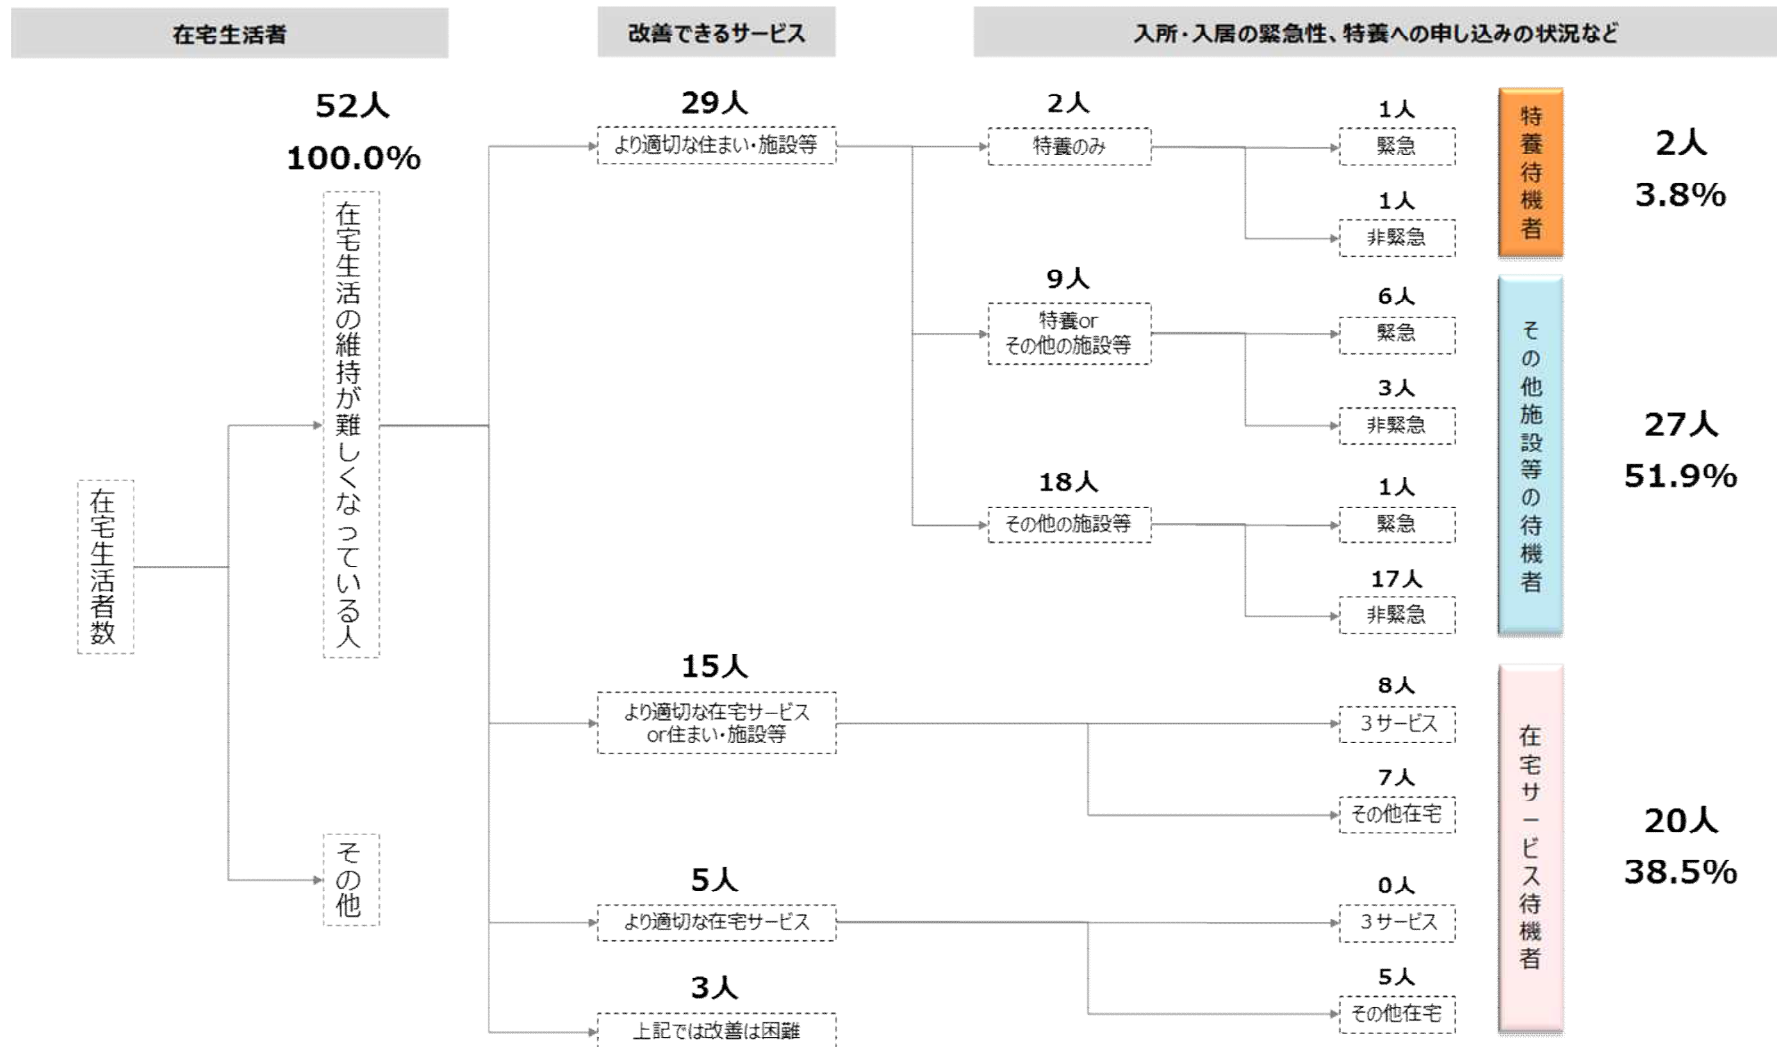 在宅生活者
改善できるサービス
入所・入居の緊急性、特養への申し込みの状況など
52人
100.0%
在宅生活者数
在宅生活の維持が難しくなっている人
その他
29人
より適切な住まい・施設等
2人
特養のみ
1人
緊急
1人
非緊急
9人
特養or
その他の施設等
6人
緊急
3人
非緊急
18人
その他の施設等
1人
緊急
17人
非緊急
15人
より適切な在宅サービス
or住まい・施設等
8人
3サービス
7人
その他在宅
5人
より適切な在宅サービス
0人
3サービス
5人
その他在宅
3人
上記では改善は困難
特養待機者
2人
3.8%
その他施設等の待機者
27人
51.9%
在宅サービス待機者
20人
38.5%